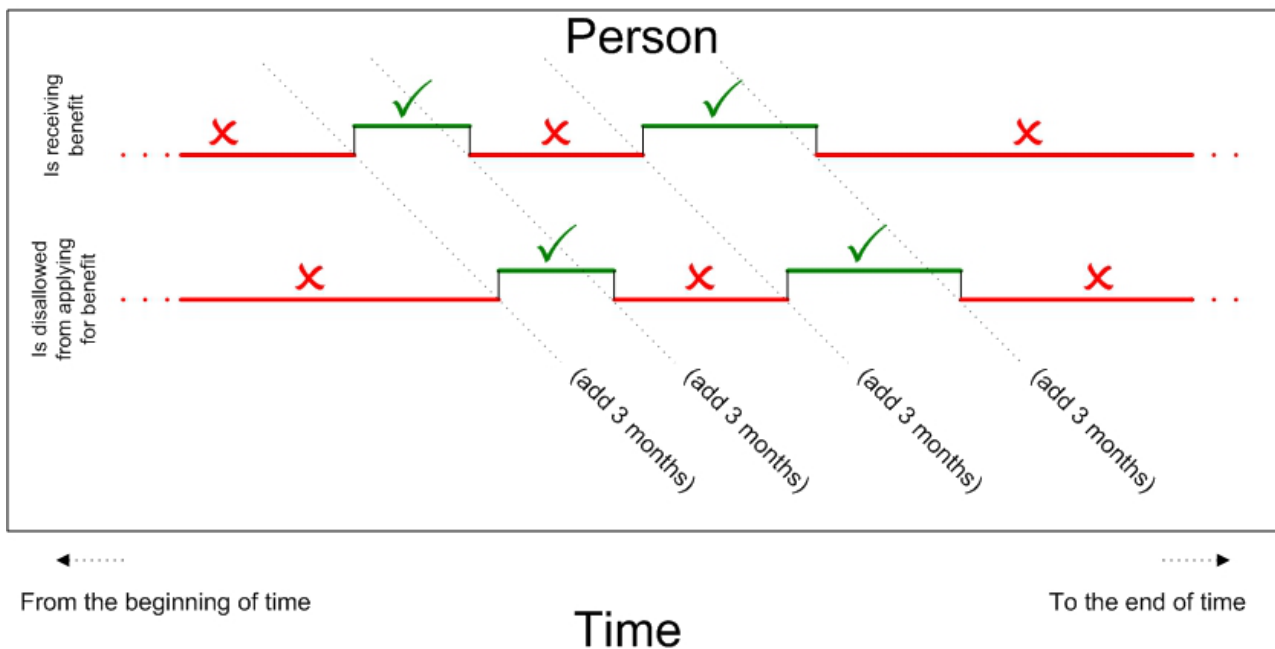 Person
Is receiving
benefit
Is disallowed
from applying
for benefit
(add 3 months)
(add 3 months)
(add 3 months)
(add 3 months)
From the beginning of time
To the end of time
Time